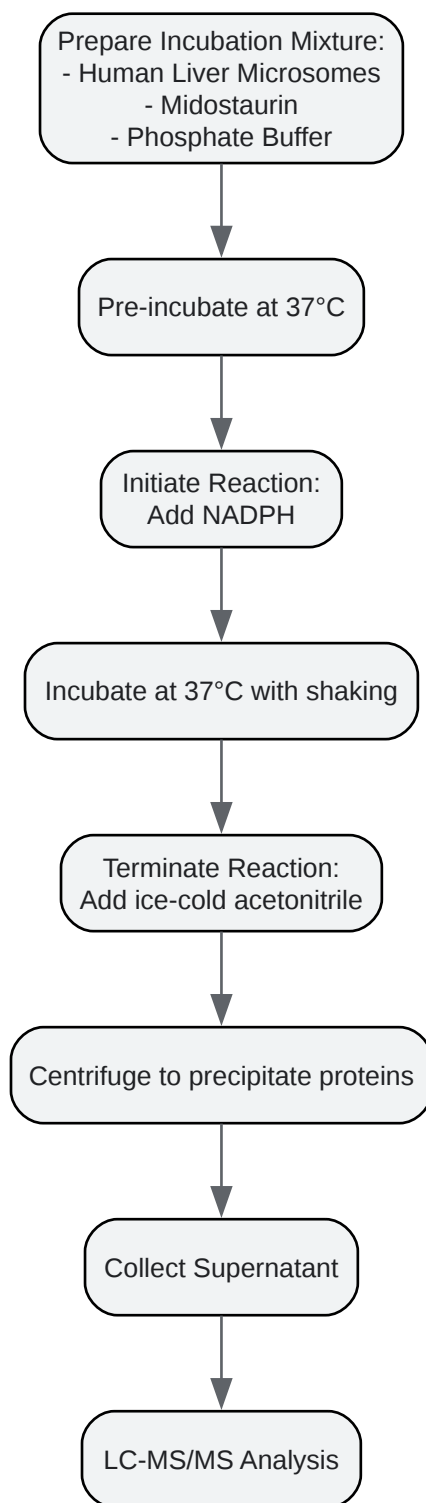 Prepare Incubation Mixture:
- Human Liver Microsomes
- Midostaurin
- Phosphate Buffer
Pre-incubate at 37°C
Initiate Reaction:
Add NADPH
Incubate at 37°C with shaking
Terminate Reaction:
Add ice-cold acetonitrile
Centrifuge to precipitate proteins
Collect Supernatant
LC-MS/MS Analysis